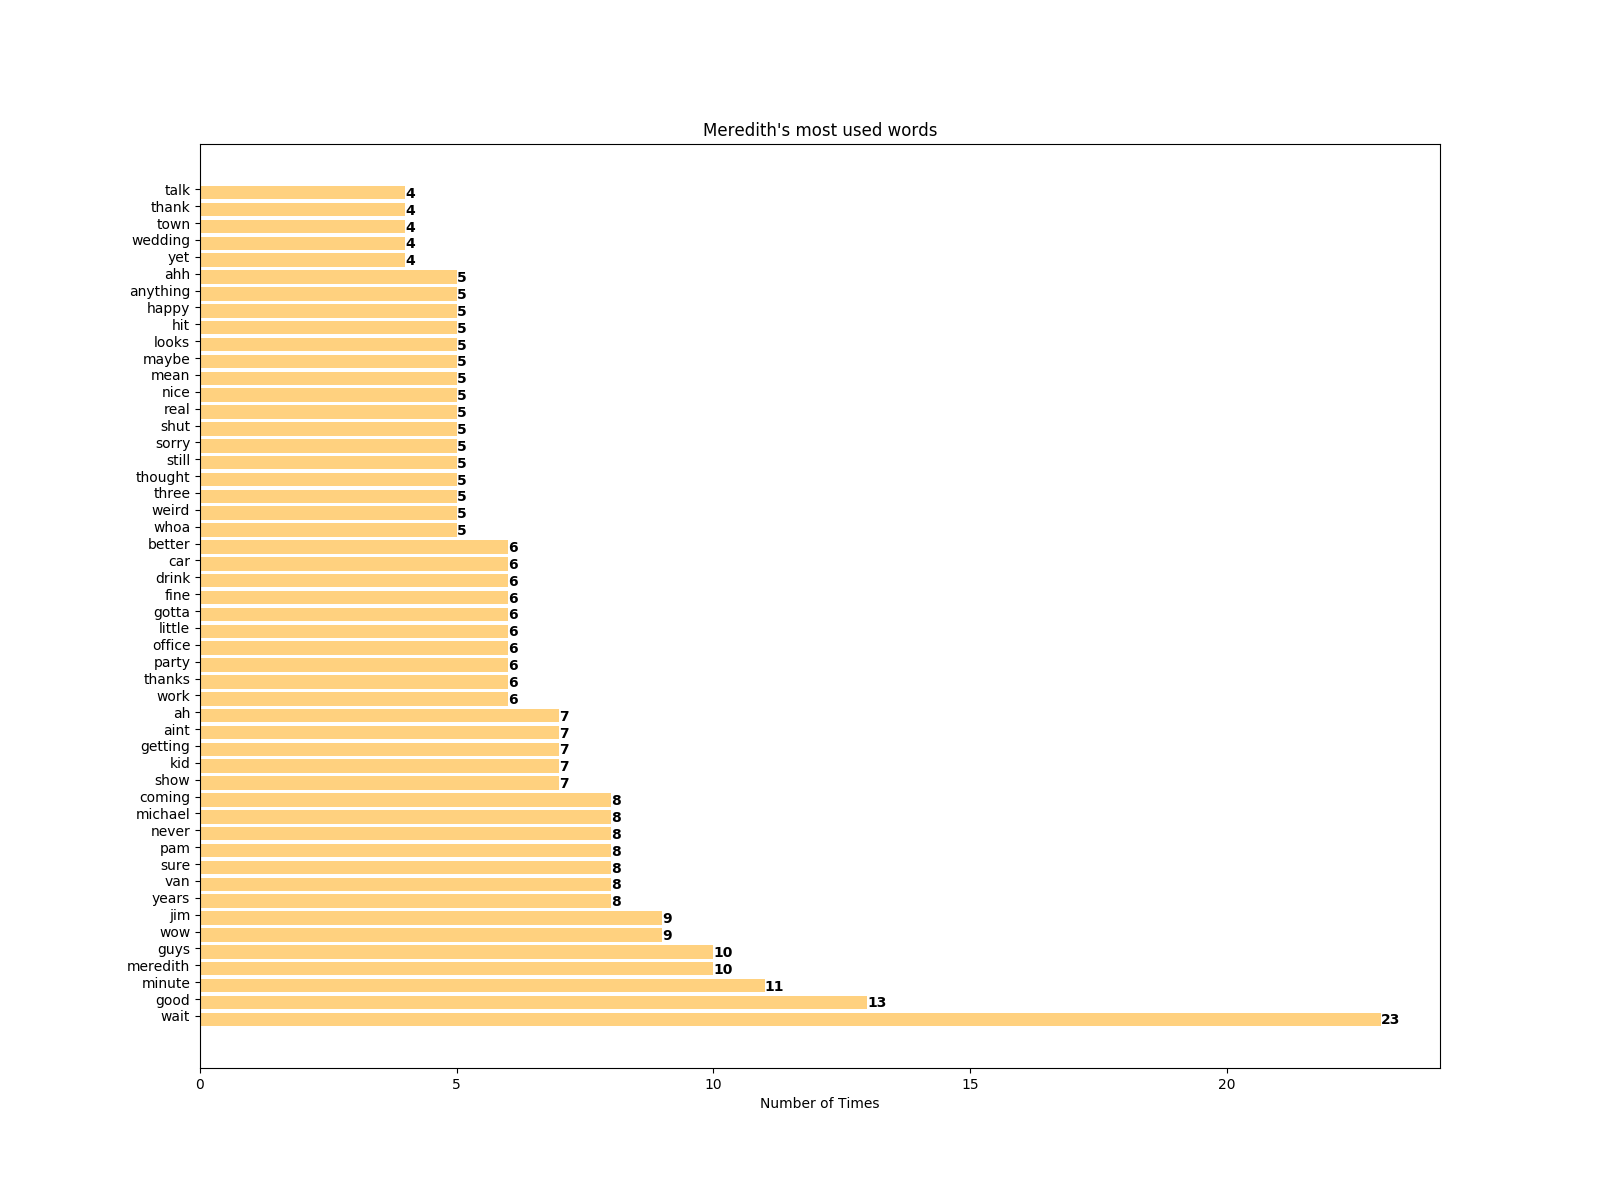 Meredith's most used words
talk 4
thank 4
town 4
wedding 4
yet 4
ahh 5
anything 5
happy 5
hit 5
looks 5
maybe 5
mean 5
nice 5
real 5
shut 5
sorry 5
still 5
thought 5
three 5
weird 5
whoa 5
better 6
car 6
drink 6
fine 6
gotta 6
little 6
office 6
party 6
thanks 6
work 6
ah 7
aint 7
getting 7
kid 7
show 7
coming 8
michael 8
never 8
pam 8
sure 8
van 8
years 8
jim 9
wow 9
guys 10
meredith 10
minute 11
good 13
wait 23
0 5 10 15 20
Number of Times